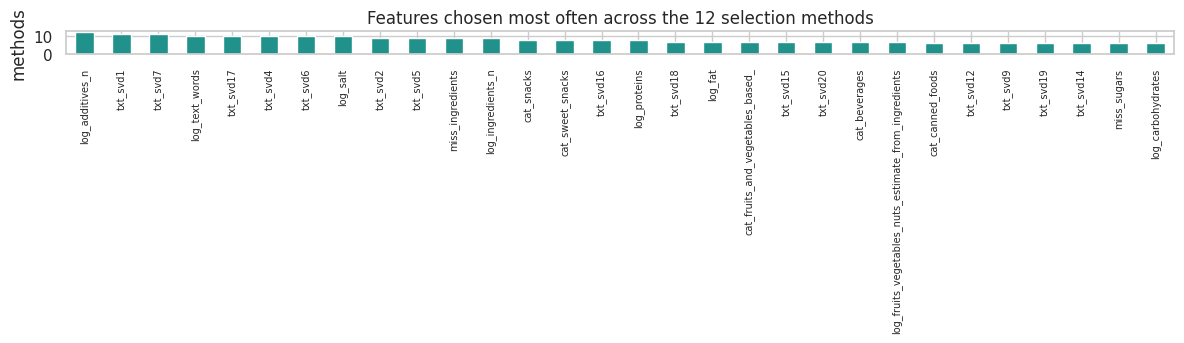 Features chosen most often across the 12 selection methods
methods
10
0
log_additives_n
txt_svd1
txt_svd7
log_text_words
txt_svd17
txt_svd4
txt_svd6
log_salt
txt_svd2
txt_svd5
miss_ingredients
log_ingredients_n
cat_snacks
cat_sweet_snacks
txt_svd16
log_proteins
txt_svd18
log_fat
cat_fruits_and_vegetables_based_
txt_svd15
txt_svd20
cat_beverages
log_fruits_vegetables_nuts_estimate_from_ingredients
cat_canned_foods
txt_svd12
txt_svd9
txt_svd19
txt_svd14
miss_sugars
log_carbohydrates